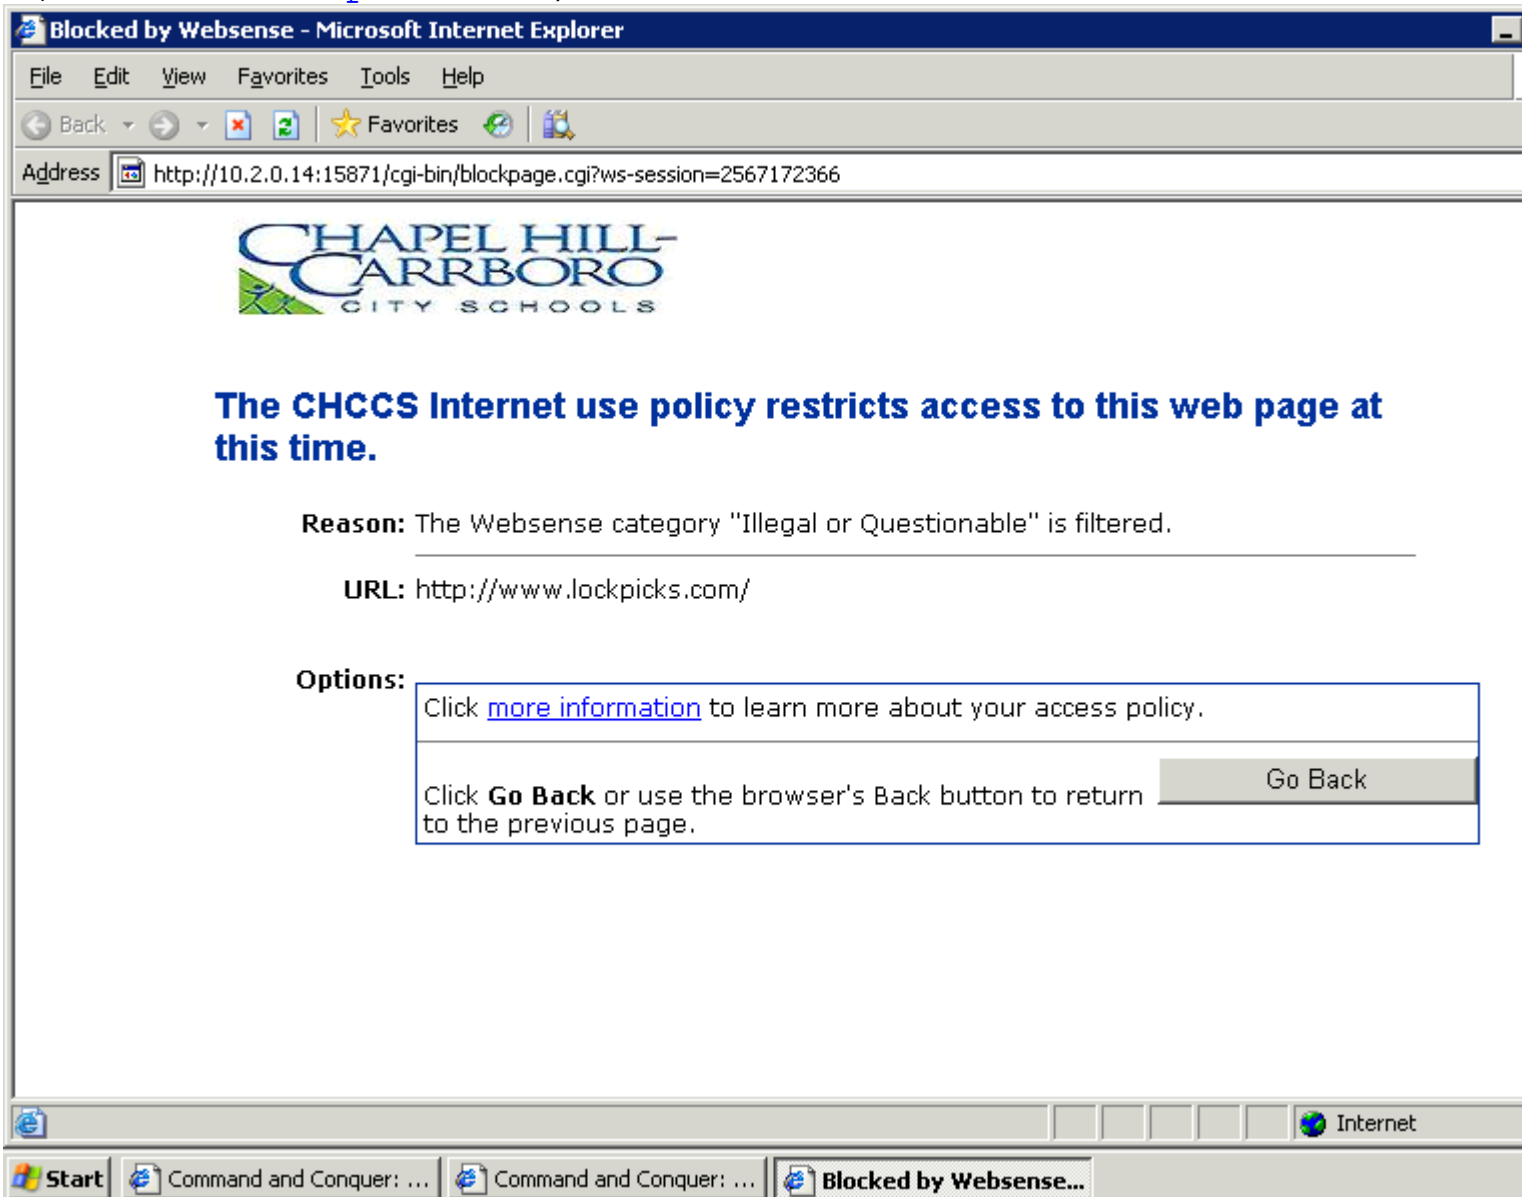 Blocked by Websense - Microsoft Internet Explorer
File Edit View Favorites Tools Help
Back Favorites
Address http://10.2.0.14:15871/cgi-bin/blockpage.cgi?ws-session=2567172366
CHAPEL HILL-
CARRBORO
CITY SCHOOLS
The CHCCS Internet use policy restricts access to this web page at
this time.
Reason: The Websense category "Illegal or Questionable" is filtered.
URL: http://www.lockpicks.com/
Options:
Click more information to learn more about your access policy.
Go Back
Click Go Back or use the browser's Back button to return
to the previous page.
Internet
Start Command and Conquer: ... Command and Conquer: ... Blocked by Websense...